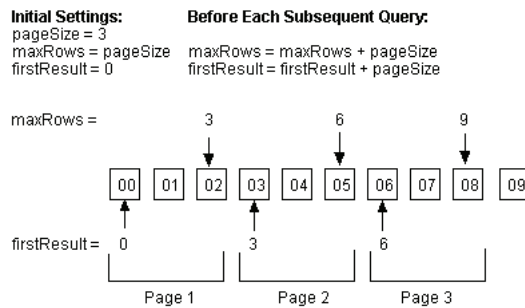 Initial Settings: Before Each Subsequent Query:
pageSize = 3
maxRows = pageSize maxRows = maxRows + pageSize
firstResult = 0 firstResult = firstResult + pageSize
maxRows = 3 6 9
00 01 02 03 04 05 06 07 08 09
firstResult = 0 3 6
Page 1 Page 2 Page 3